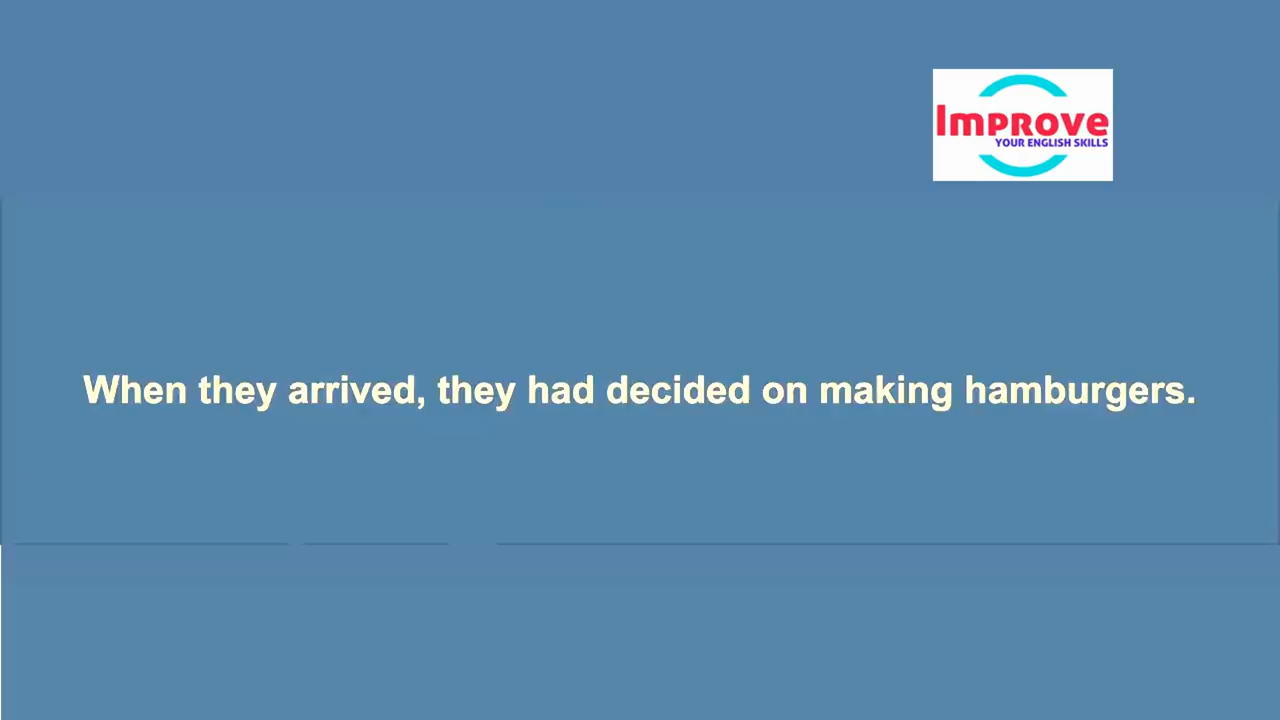 Improve
YOUR ENGLISH SKILLS
When they arrived, they had decided on making hamburgers.